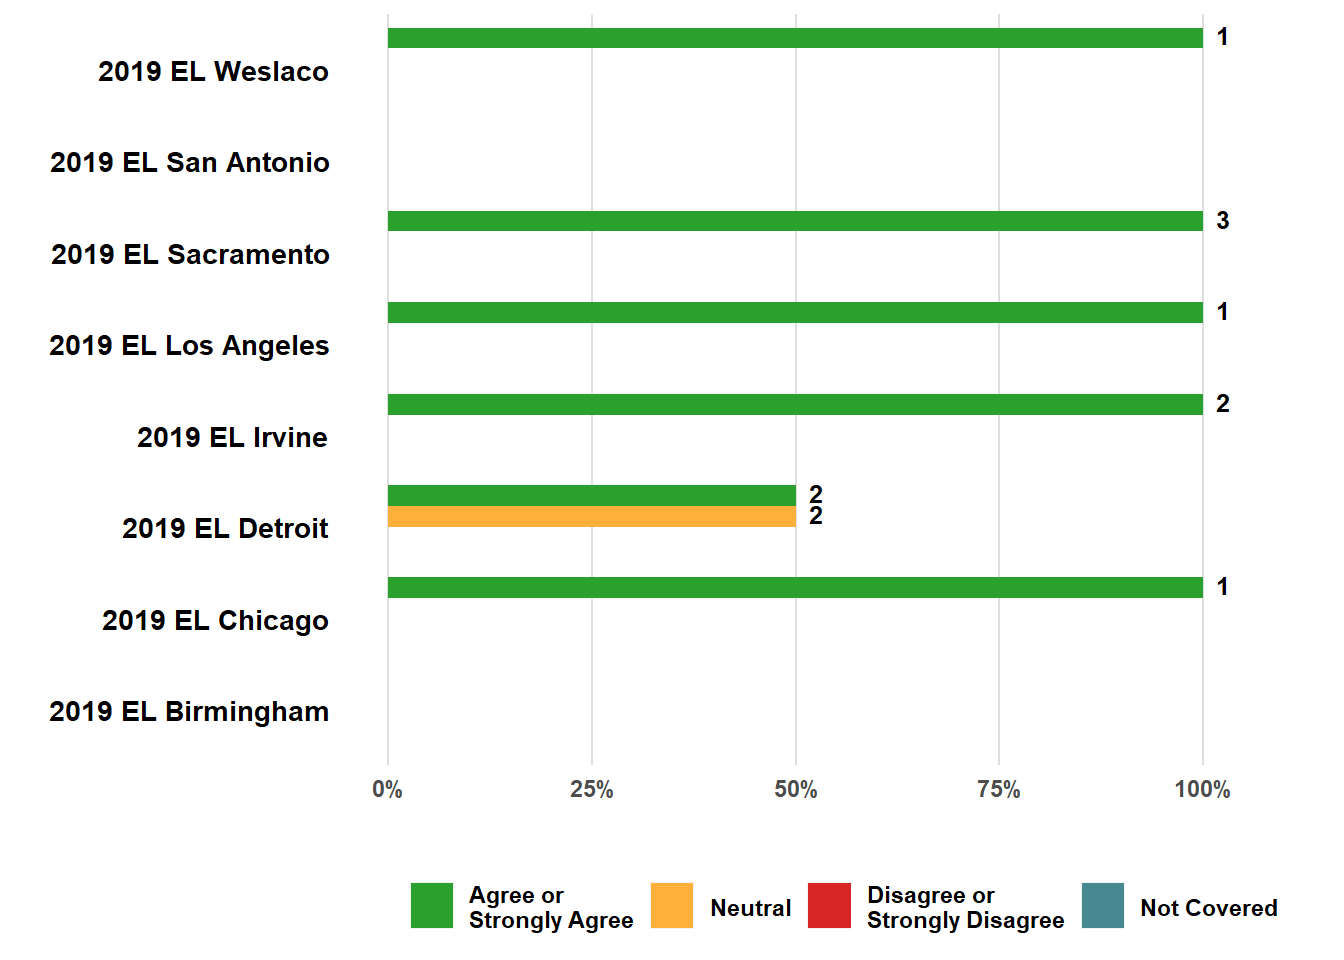 1
2019 EL Weslaco
2019 EL San Antonio
3
2019 EL Sacramento
1
2019 EL Los Angeles
2
2019 EL Irvine
2
2
2019 EL Detroit
1
2019 EL Chicago
2019 EL Birmingham
0% 25% 50% 75% 100%
Agree or
Strongly Agree
Neutral
Disagree or
Strongly Disagree
Not Covered